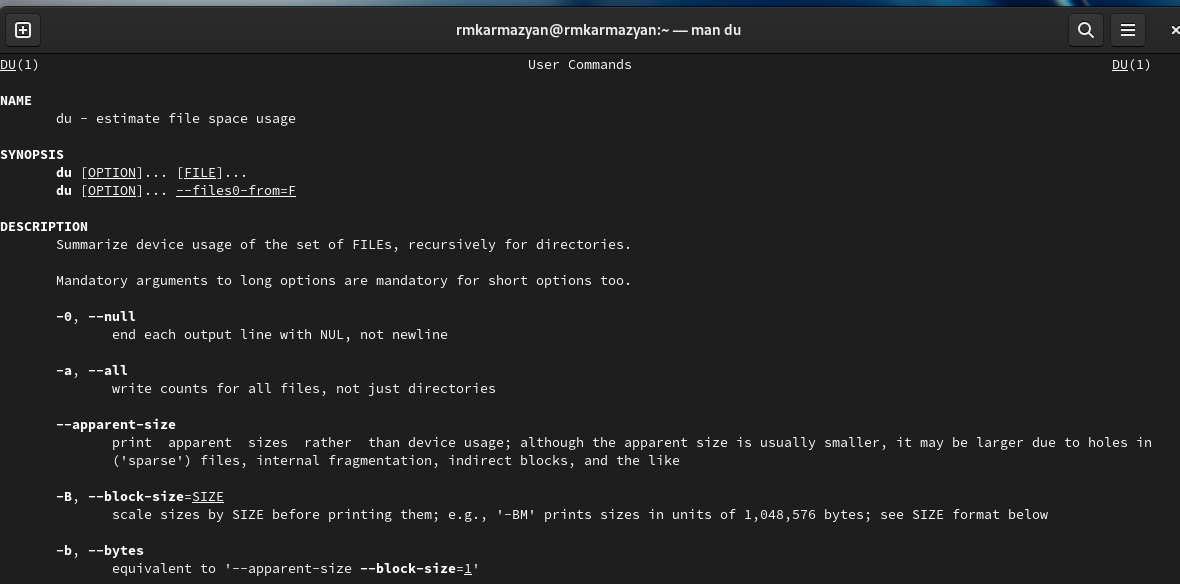 rmkarmazyan@rmkarmazyan:~ — man du
DU(1) User Commands DU(1)
NAME
du - estimate file space usage
SYNOPSIS
du [OPTION]... [FILE]...
du [OPTION]... --files0-from=F
DESCRIPTION
Summarize device usage of the set of FILEs, recursively for directories.
Mandatory arguments to long options are mandatory for short options too.
-0, --null
end each output line with NUL, not newline
-a, --all
write counts for all files, not just directories
--apparent-size
print apparent sizes rather than device usage; although the apparent size is usually smaller, it may be larger due to holes in
('sparse') files, internal fragmentation, indirect blocks, and the like
-B, --block-size=SIZE
scale sizes by SIZE before printing them; e.g., '-BM' prints sizes in units of 1,048,576 bytes; see SIZE format below
-b, --bytes
equivalent to '--apparent-size --block-size=1'